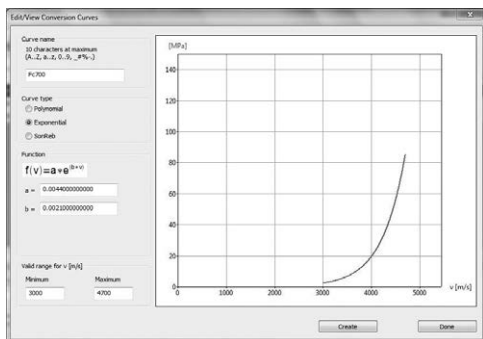 Edit/View Conversion Curves
Curve name
10 characters at maximum
(A..Z, a..z, 0..9, _#%-.)
Fc700
Curve type
Polynomial
Exponential
SonReb
Function
f(v)=a*e^(b*v)
a = 0.0044000000000
b = 0.0021000000000
Valid range for v [m/s]
Minimum Maximum
3000 4700
[MPa]
140
120
100
80
60
40
20
0
0 1000 2000 3000 4000 5000 v [m/s]
Create Done